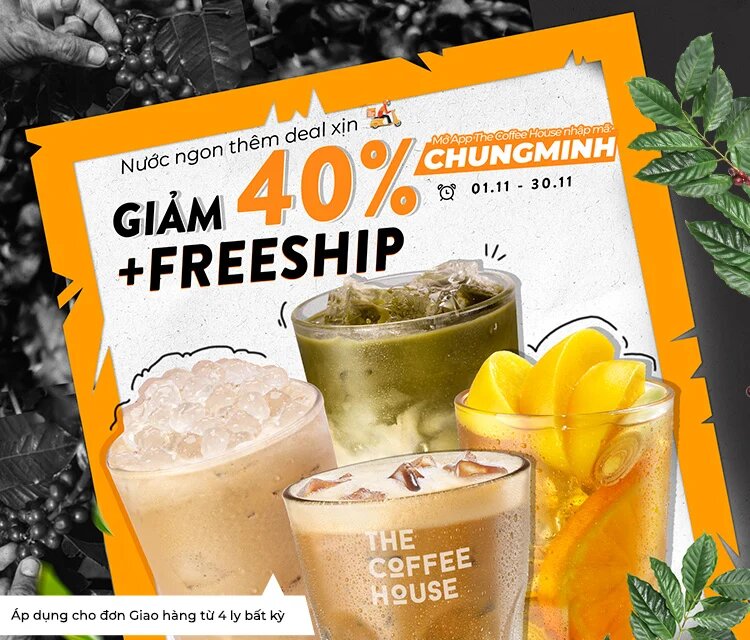 Nước ngon thêm deal xịn
GIẢM 40%
+FREESHIP
Mở App The Coffee House nhập mã:
CHUNGMINH
01.11 - 30.11
THE
COFFEE
HOUSE
Áp dụng cho đơn Giao hàng từ 4 ly bất kỳ